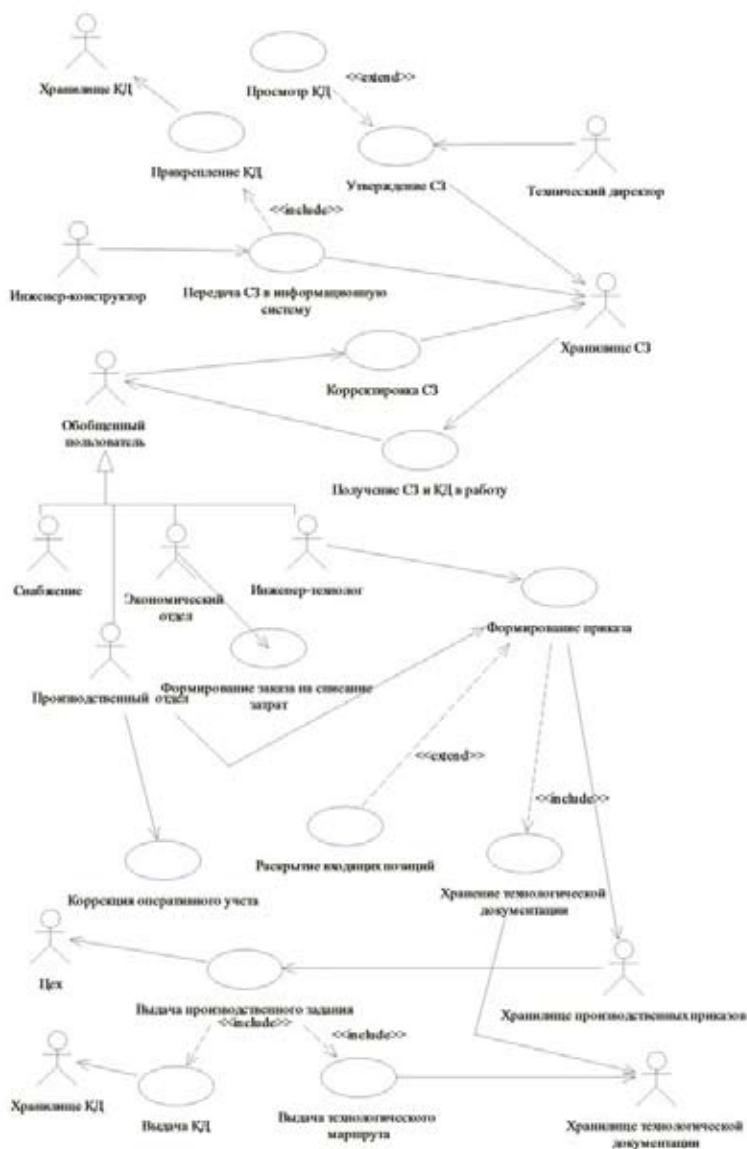 Хранилище КД
Просмотр КД
<<extend>>
Прикрепление КД
Утверждение СЗ
Технический директор
<<include>>
Инженер-конструктор
Передача СЗ в информационную
систему
Хранилище СЗ
Корректировка СЗ
Обобщенный
пользователь
Получение СЗ и КД в работу
Снабжение
Экономический
отдел
Инженер-технолог
Формирование приказа
Производственный отдел
Формирование заказа на списание
затрат
<<extend>>
<<include>>
Раскрытие входящих позиций
Коррекция оперативного учета
Хранение технологической
документации
Цех
Выдача производственного задания
Хранилище производственных приказов
<<include>>
<<include>>
Хранилище КД
Выдача КД
Выдача технологического
маршрута
Хранилище технологической
документации